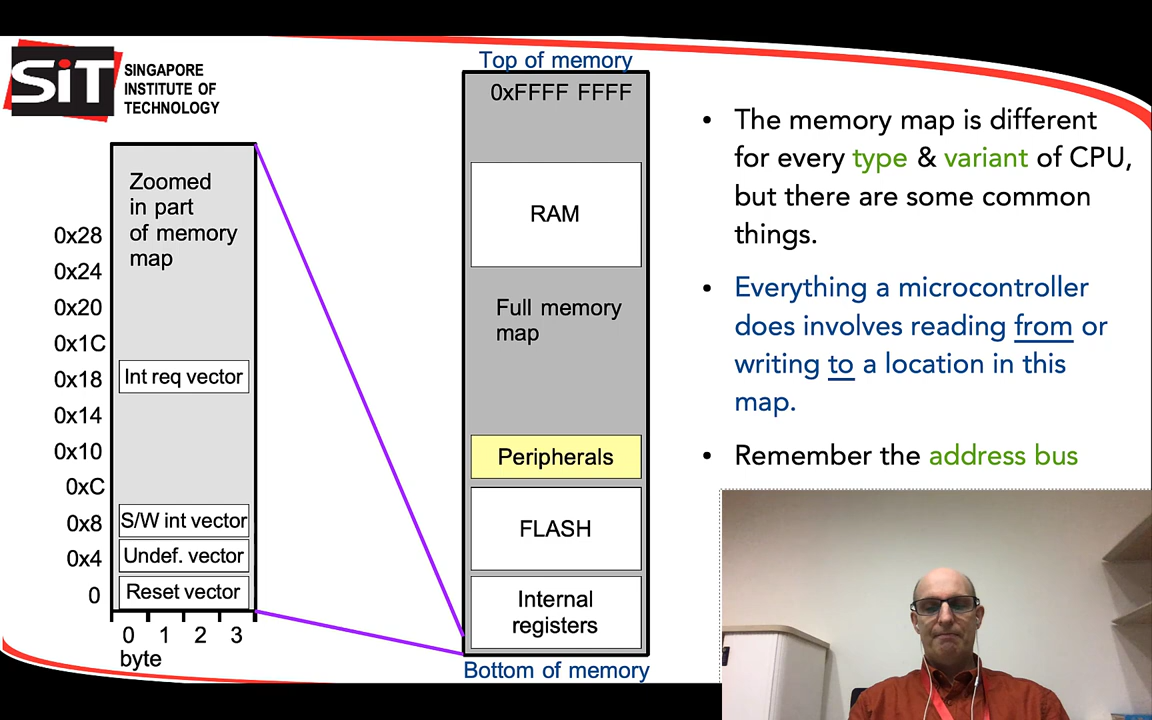 SiT
SINGAPORE
INSTITUTE OF
TECHNOLOGY
Zoomed
in part
of memory
map
0x28
0x24
0x20
0x1C
0x18
Int req vector
0x14
0x10
0xC
0x8
S/W int vector
0x4
Undef. vector
0
Reset vector
0 1 2 3
byte
Top of memory
0xFFFF FFFF
RAM
Full memory
map
Peripherals
FLASH
Internal
registers
Bottom of memory
• The memory map is different
for every type & variant of CPU,
but there are some common
things.
• Everything a microcontroller
does involves reading from or
writing to a location in this
map.
• Remember the address bus